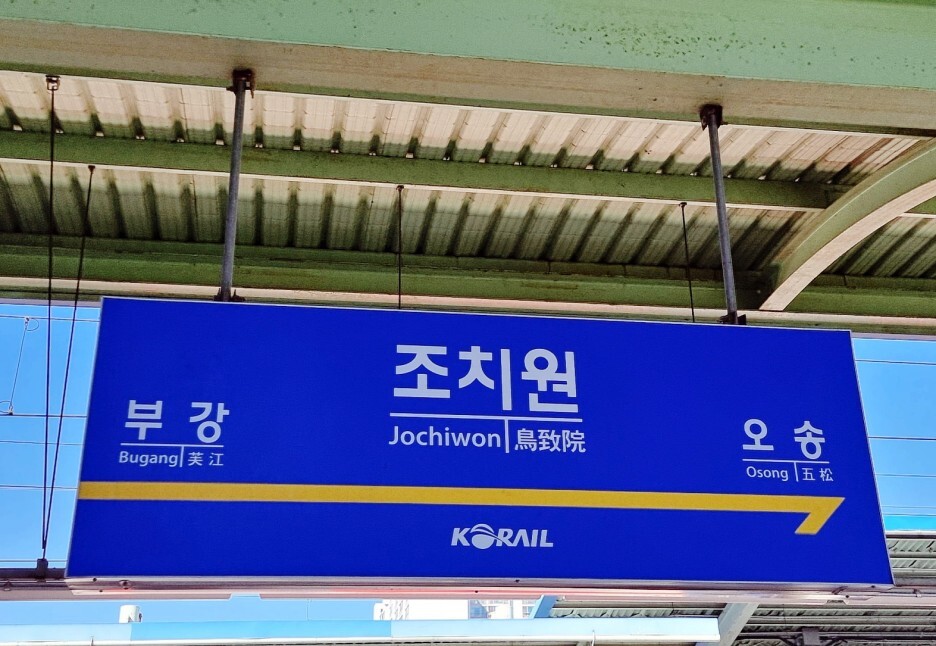 조치원
Jochiwon 鳥致院
부강
Bugang 芙江
오송
Osong 五松
KORAIL